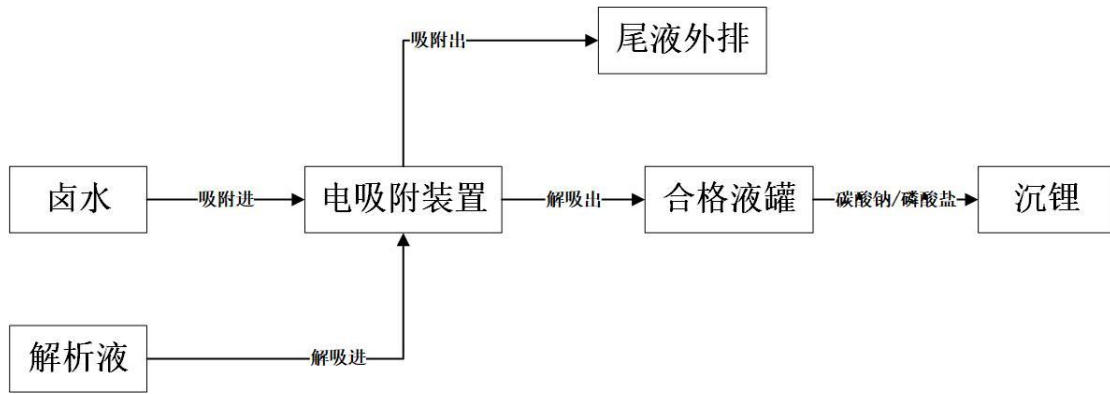 吸附出
尾液外排
卤水
吸附进
电吸附装置
解吸出
合格液罐
碳酸钠/磷酸盐
沉锂
解析液
解吸进